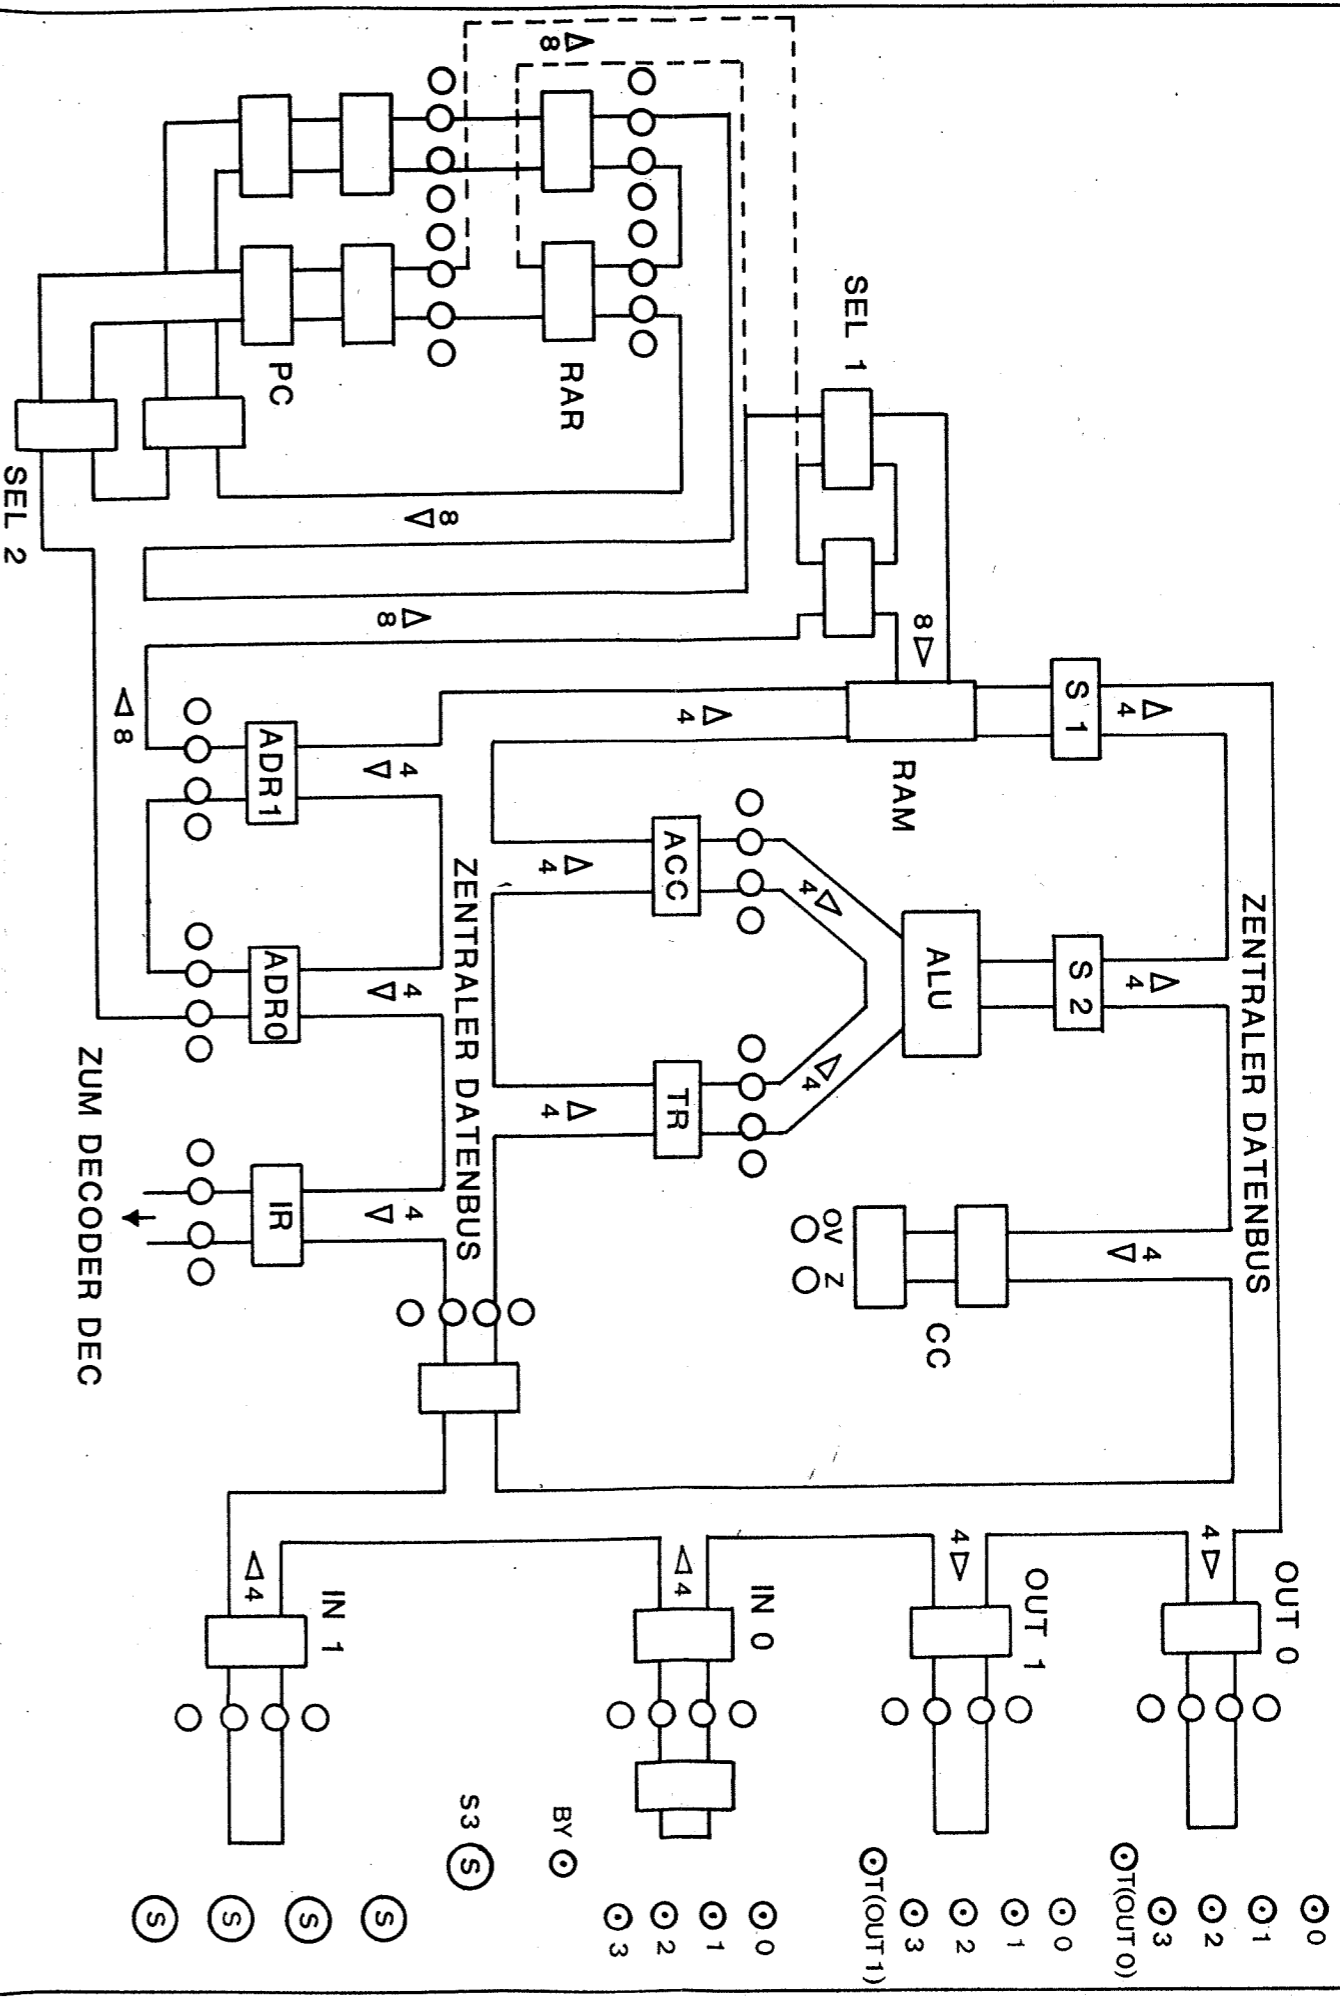 ZENTRALER DATENBUS
OUT 0
0
1
2
3
T(OUT 0)
4
4
4
4
S 1
S 2
OUT 1
0
1
2
3
T(OUT 1)
4
8
SEL 1
RAM
ALU
CC
OV
Z
4
4
IN 0
0
1
2
3
4
4
ACC
TR
4
4
BY
8
RAR
8
8
ZENTRALER DATENBUS
S3
S
4
4
4
IN 1
S
S
S
S
4
PC
ADR1
ADR0
IR
8
ZUM DECODER DEC
SEL 2